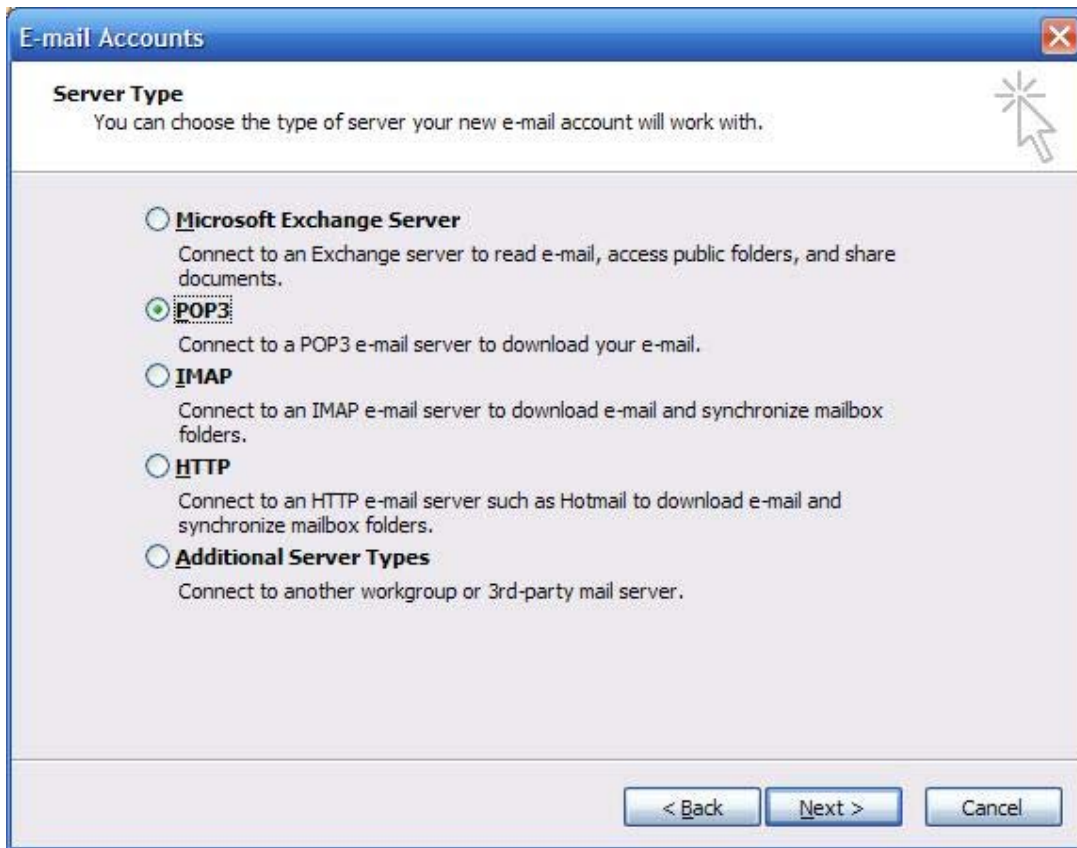 E-mail Accounts
Server Type
You can choose the type of server your new e-mail account will work with.
Microsoft Exchange Server
Connect to an Exchange server to read e-mail, access public folders, and share
documents.
POP3
Connect to a POP3 e-mail server to download your e-mail.
IMAP
Connect to an IMAP e-mail server to download e-mail and synchronize mailbox
folders.
HTTP
Connect to an HTTP e-mail server such as Hotmail to download e-mail and
synchronize mailbox folders.
Additional Server Types
Connect to another workgroup or 3rd-party mail server.
< Back Next > Cancel